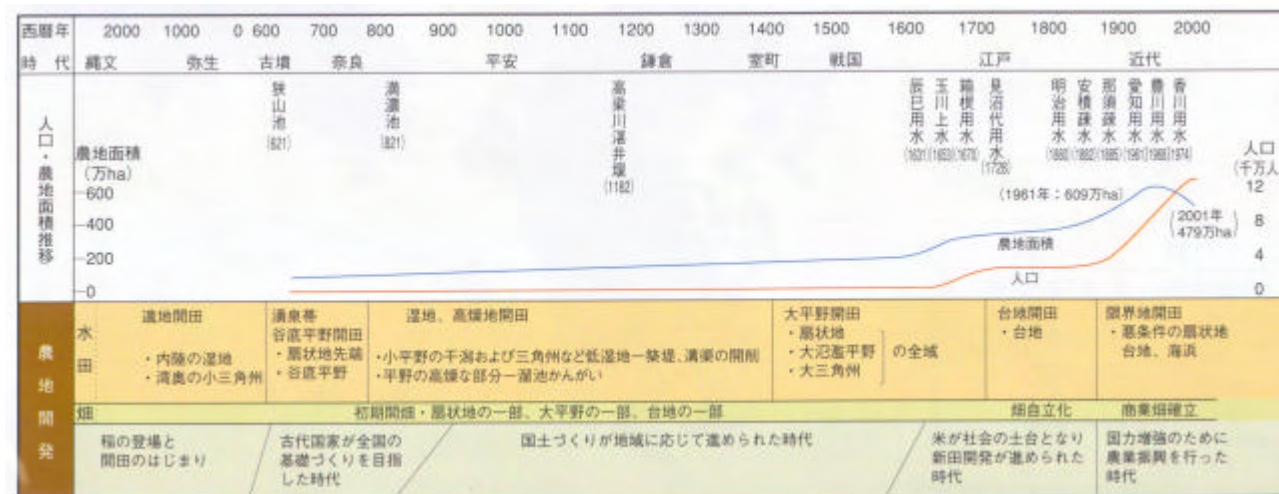 西暦年 2000 1000 0 600 700 800 900 1000 1100 1200 1300 1400 1500 1600 1700 1800 1900 2000
時代 縄文 弥生 古墳 奈良 平安 鎌倉 室町 戦国 江戸 近代
人口・農地面積推移
狭山池
満濃池
(821)
高梁川湛井堰
(1182)
辰巳用水
(1631)
玉川上水
(1653)
箱根用水
(1670)
見沼代用水
(1728)
明治用水
(1880)
安積疎水
(1882)
那須疎水
(1885)
愛知用水
(1961)
豊川用水
(1968)
香川用水
(1974)
農地面積
(万ha)
600
400
200
0
人口
(千万人
12
8
4
0
(1961年:609万ha)
2001年
479万ha
農地面積
人口
農地開発
水田
適地開田
・内陸の湿地
・湾奥の小三角州
湧泉帯
谷底平野開田
・扇状地先端
・谷底平野
湿地、高燥地開田
・小平野の干潟および三角州など低湿地ー築堤、溝渠の開削
・平野の高燥な部分ー溜池かんがい
大平野開田
・扇状地
・大氾濫平野
・大三角州
の全域
台地開田
・台地
限界地開田
・悪条件の扇状地
台地、海浜
畑
初期開畑・扇状地の一部、大平野の一部、台地の一部
畑自立化
商業畑確立
稲の登場と
開田のはじまり
古代国家が全国の
基礎づくりを目指
した時代
国土づくりが地域に応じて進められた時代
米が社会の土台となり
新田開発が進められた
時代
国力増強のために
農業振興を行った
時代